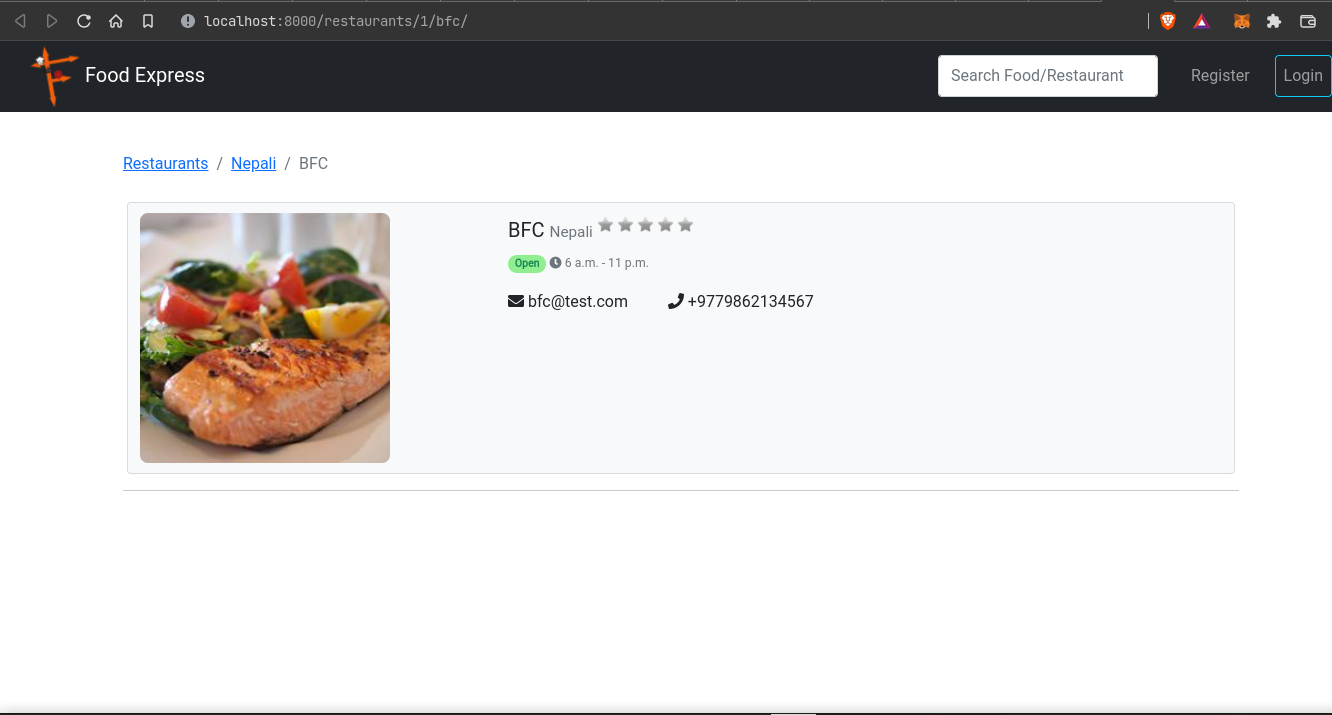 localhost:8000/restaurants/1/bfc/
Food Express
Search Food/Restaurant
Register
Login
Restaurants / Nepali / BFC
BFC Nepali
Open 6 a.m. - 11 p.m.
bfc@test.com +9779862134567